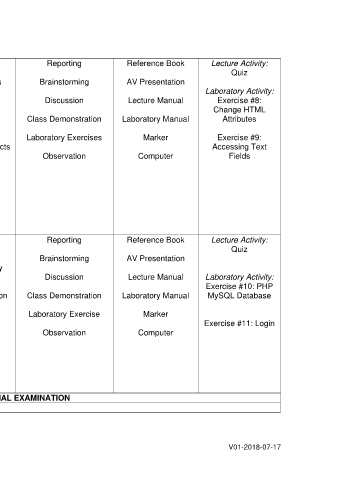 Reporting
Brainstorming
Discussion
Class Demonstration
Laboratory Exercises
Observation
Reference Book
AV Presentation
Lecture Manual
Laboratory Manual
Marker
Computer
Lecture Activity:
Quiz
Laboratory Activity:
Exercise #8:
Change HTML
Attributes
Exercise #9:
Accessing Text
Fields
Reporting
Brainstorming
Discussion
Class Demonstration
Laboratory Exercise
Observation
Reference Book
AV Presentation
Lecture Manual
Laboratory Manual
Marker
Computer
Lecture Activity:
Quiz
Laboratory Activity:
Exercise #10: PHP
MySQL Database
Exercise #11: Login
EXAMINATION
V01-2018-07-17